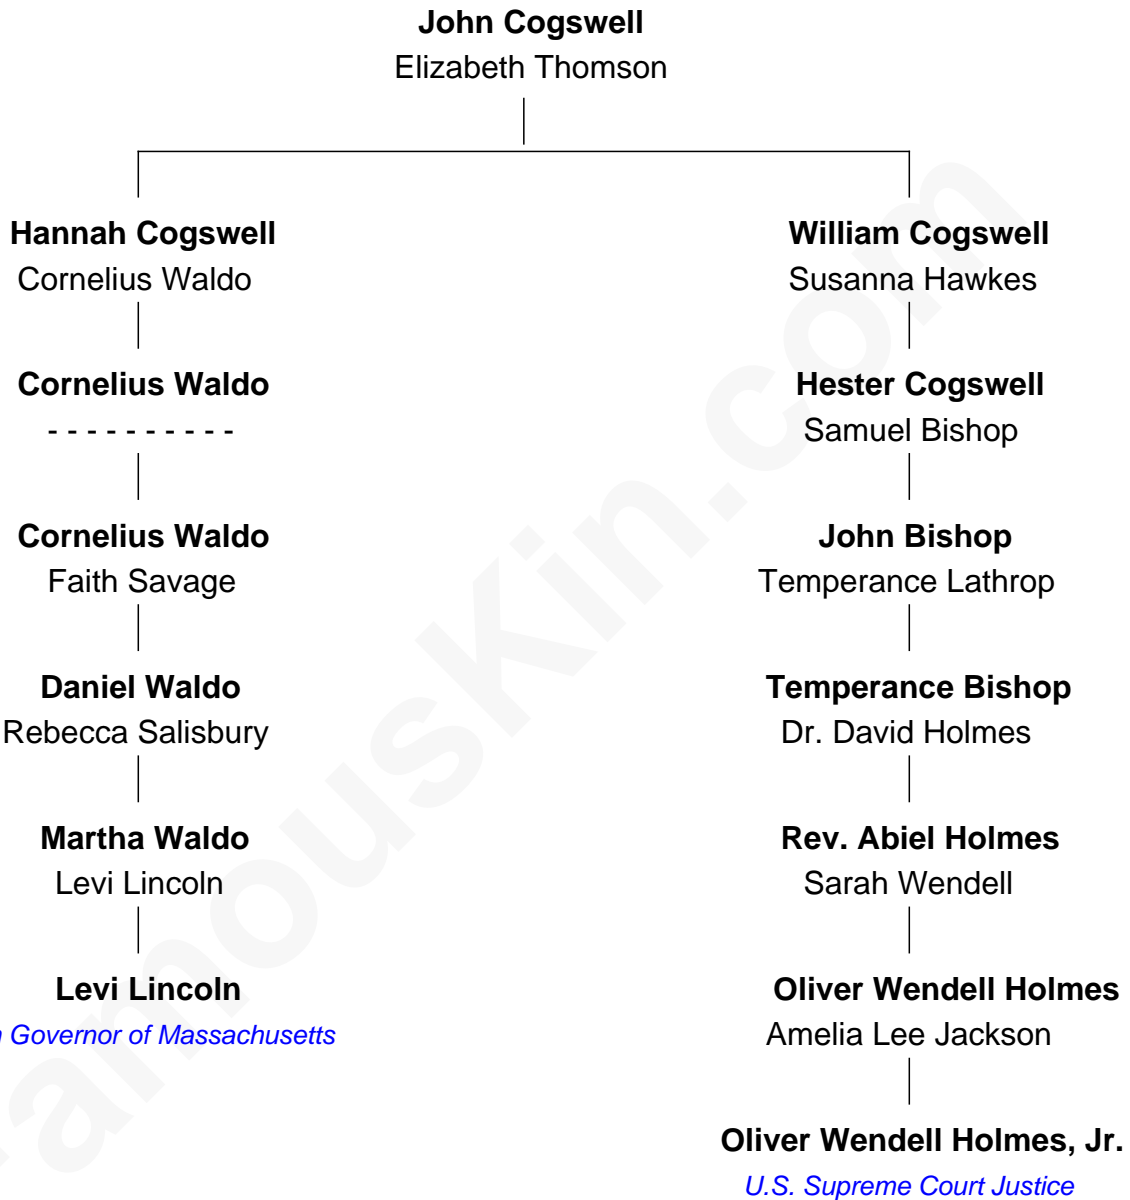 John Cogswell
Elizabeth Thomson
Hannah Cogswell
Cornelius Waldo
Cornelius Waldo
- - - - - - - - - -
Cornelius Waldo
Faith Savage
Daniel Waldo
Rebecca Salisbury
Martha Waldo
Levi Lincoln
Levi Lincoln
Governor of Massachusetts
William Cogswell
Susanna Hawkes
Hester Cogswell
Samuel Bishop
John Bishop
Temperance Lathrop
Temperance Bishop
Dr. David Holmes
Rev. Abiel Holmes
Sarah Wendell
Oliver Wendell Holmes
Amelia Lee Jackson
Oliver Wendell Holmes, Jr.
U.S. Supreme Court Justice
amouskin.com